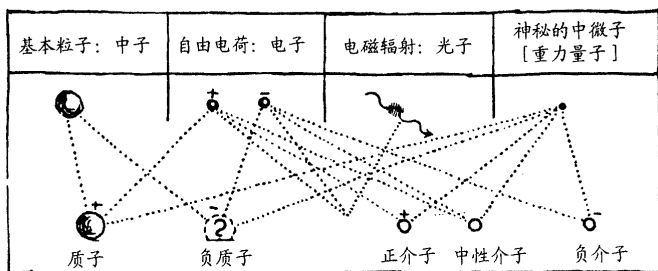 基本粒子：中子
自由电荷：电子
电磁辐射：光子
神秘的中微子
[重力量子]
+
−
+
−
?
+
−
质子
负质子
正介子
中性介子
负介子